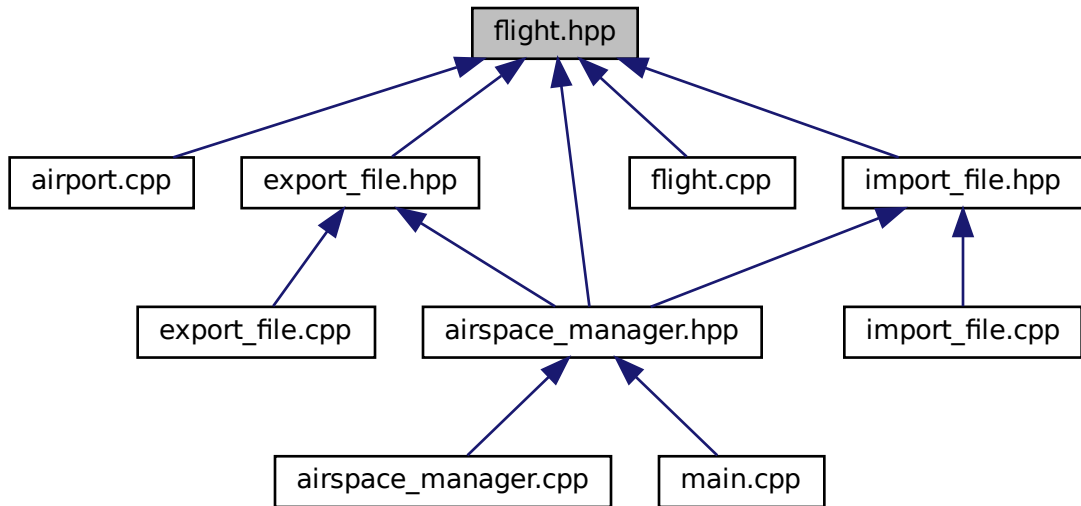 flight.hpp
airport.cpp
export_file.hpp
flight.cpp
import_file.hpp
export_file.cpp
airspace_manager.hpp
import_file.cpp
airspace_manager.cpp
main.cpp